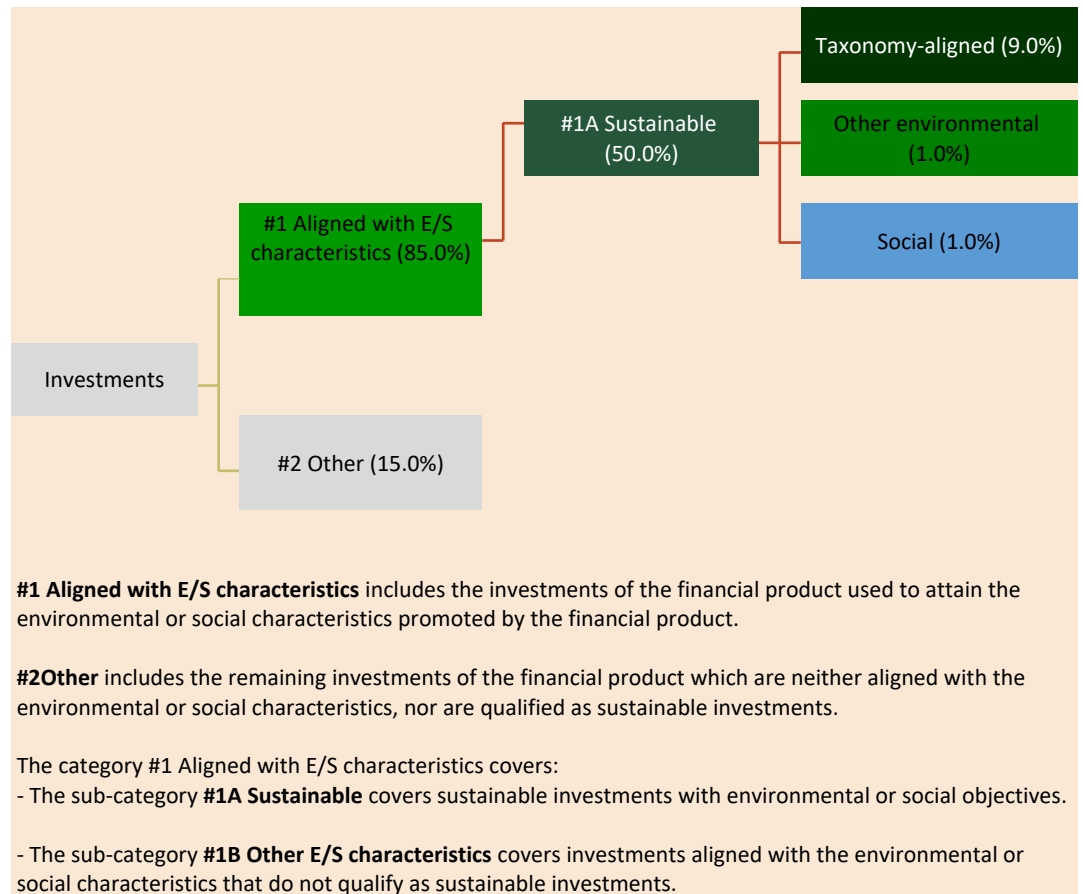 Taxonomy-aligned (9.0%)
#1A Sustainable
(50.0%)
Other environmental
(1.0%)
#1 Aligned with E/S
characteristics (85.0%)
Social (1.0%)
Investments
#2 Other (15.0%)
#1 Aligned with E/S characteristics includes the investments of the financial product used to attain the
environmental or social characteristics promoted by the financial product.
#2Other includes the remaining investments of the financial product which are neither aligned with the
environmental or social characteristics, nor are qualified as sustainable investments.
The category #1 Aligned with E/S characteristics covers:
- The sub-category #1A Sustainable covers sustainable investments with environmental or social objectives.
- The sub-category #1B Other E/S characteristics covers investments aligned with the environmental or
social characteristics that do not qualify as sustainable investments.